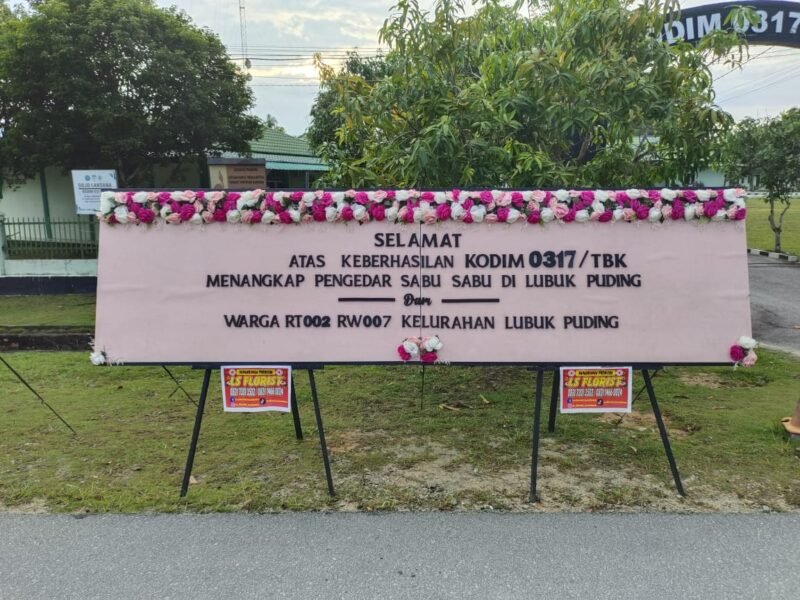 KODIM 0317
SELAMAT
ATAS KEBERHASILAN KODIM 0317/TBK
MENANGKAP PENGEDAR SABU SABU DI LUBUK PUDING
Dari
WARGA RT002 RW007 KELURAHAN LUBUK PUDING
LS FLORIST
LS FLORIST